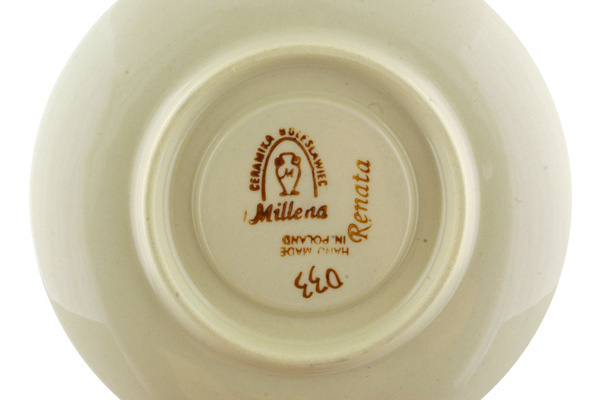 CERAMIKA BOLESŁAWIEC
M
Millena
Renata
HAND MADE
IN. POLAND
D33